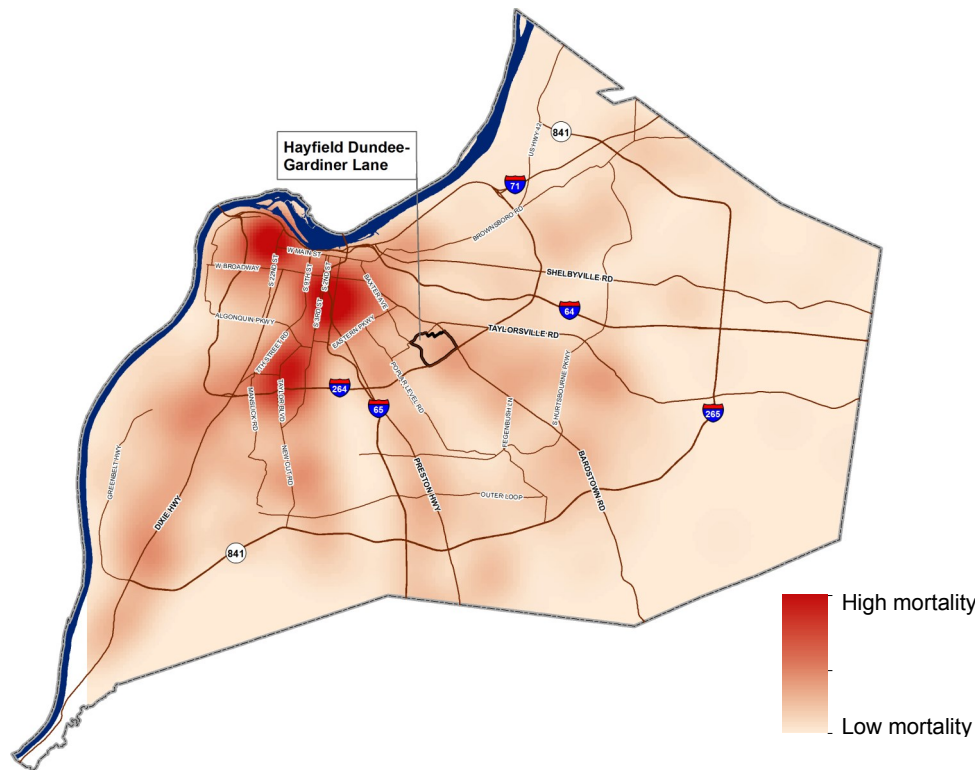 841
US HWY 42
Hayfield Dundee-
Gardiner Lane
71
BROWNSBORO RD
W MAIN ST
W BROADWAY
S 22ND ST
S 9TH ST
S 2ND ST
BAXTER AVE
SHELBYVILLE RD
S 3RD ST
ALGONQUIN PKWY
EASTERN PKWY
64
TAYLORSVILLE RD
7TH STREET RD
264
65
POPLAR LEVEL RD
S HURTSBOURNE PKWY
265
MANSLICK RD
TAYLOR BLVD
FEGENBUSH LN
GREENBELT HWY
NEW CUT RD
PRESTON HWY
BARDSTOWN RD
DIXIE HWY
OUTER LOOP
841
High mortality
Low mortality